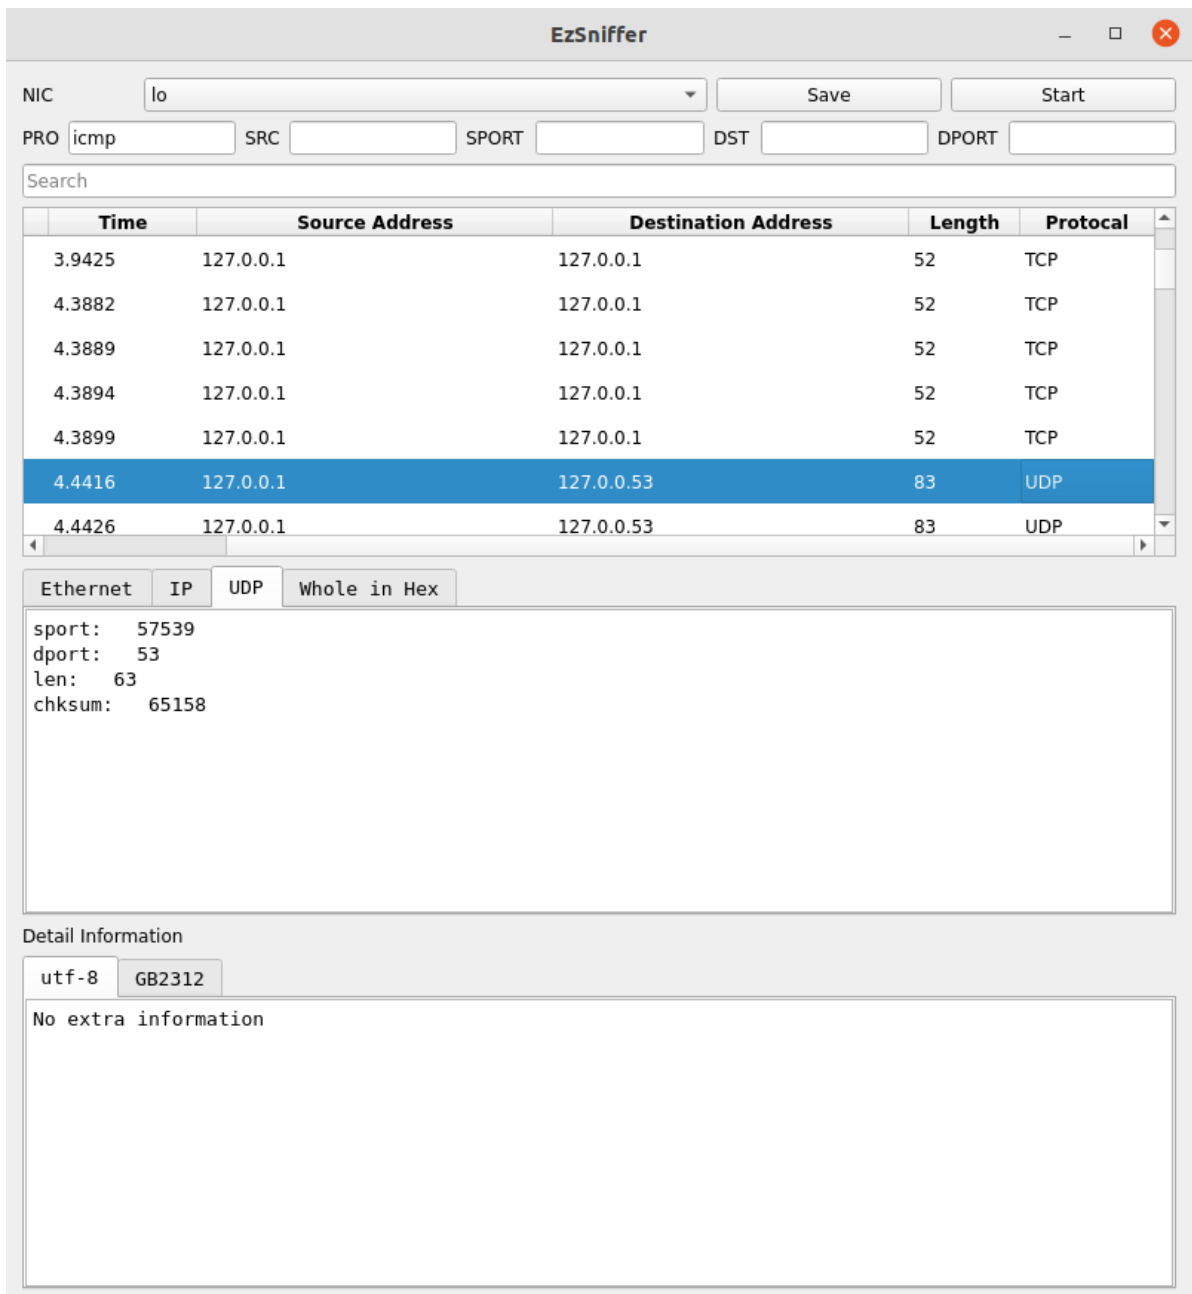 EzSniffer
NIC lo Save Start
PRO icmp SRC SPORT DST DPORT
Search
Time Source Address Destination Address Length Protocal
3.9425 127.0.0.1 127.0.0.1 52 TCP
4.3882 127.0.0.1 127.0.0.1 52 TCP
4.3889 127.0.0.1 127.0.0.1 52 TCP
4.3894 127.0.0.1 127.0.0.1 52 TCP
4.3899 127.0.0.1 127.0.0.1 52 TCP
4.4416 127.0.0.1 127.0.0.53 83 UDP
4.4426 127.0.0.1 127.0.0.53 83 UDP
Ethernet IP UDP Whole in Hex
sport: 57539
dport: 53
len: 63
chksum: 65158
Detail Information
utf-8 GB2312
No extra information